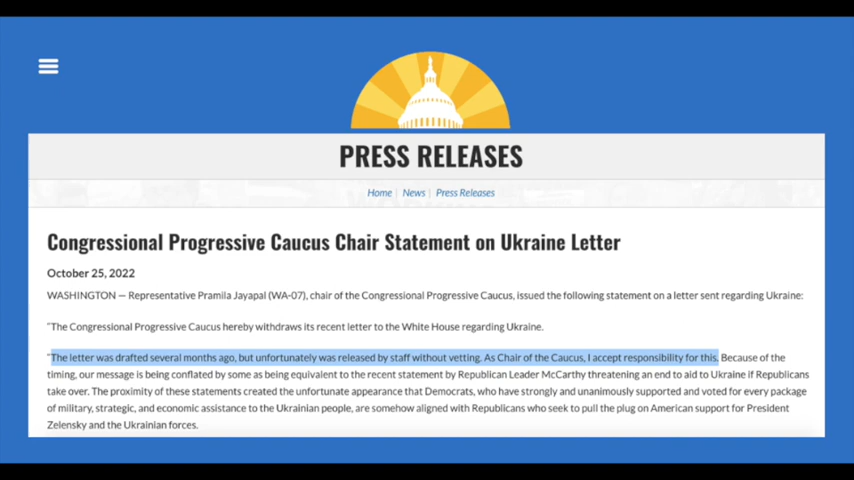 PRESS RELEASES
Home | News | Press Releases
Congressional Progressive Caucus Chair Statement on Ukraine Letter
October 25, 2022
WASHINGTON — Representative Pramila Jayapal (WA-07), chair of the Congressional Progressive Caucus, issued the following statement on a letter sent regarding Ukraine:
“The Congressional Progressive Caucus hereby withdraws its recent letter to the White House regarding Ukraine.
“The letter was drafted several months ago, but unfortunately was released by staff without vetting. As Chair of the Caucus, I accept responsibility for this. Because of the
timing, our message is being conflated by some as being equivalent to the recent statement by Republican Leader McCarthy threatening an end to aid to Ukraine if Republicans
take over. The proximity of these statements created the unfortunate appearance that Democrats, who have strongly and unanimously supported and voted for every package
of military, strategic, and economic assistance to the Ukrainian people, are somehow aligned with Republicans who seek to pull the plug on American support for President
Zelensky and the Ukrainian forces.